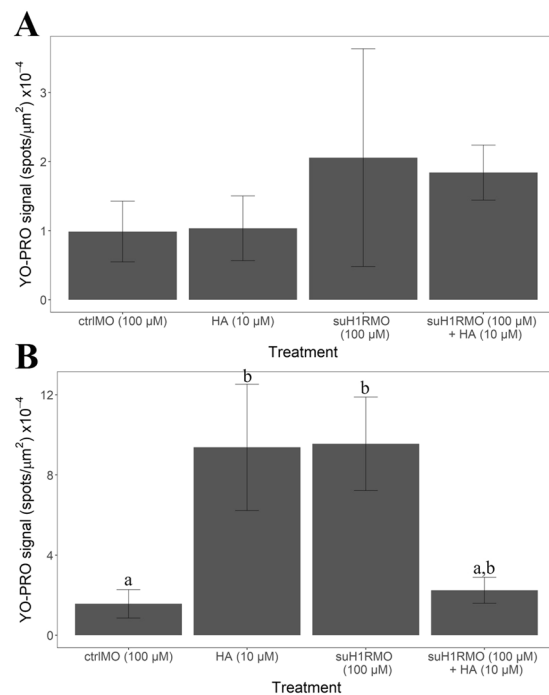 A
YO-PRO signal (spots/μm²) x10⁻⁴
3
2
1
0
ctrlMO (100 μM)
HA (10 μM)
suH1RMO
(100 μM)
suH1RMO (100 μM)
+ HA (10 μM)
Treatment
B
YO-PRO signal (spots/μm²) x10⁻⁴
12
8
4
0
a
b
b
a,b
ctrlMO (100 μM)
HA (10 μM)
suH1RMO
(100 μM)
suH1RMO (100 μM)
+ HA (10 μM)
Treatment